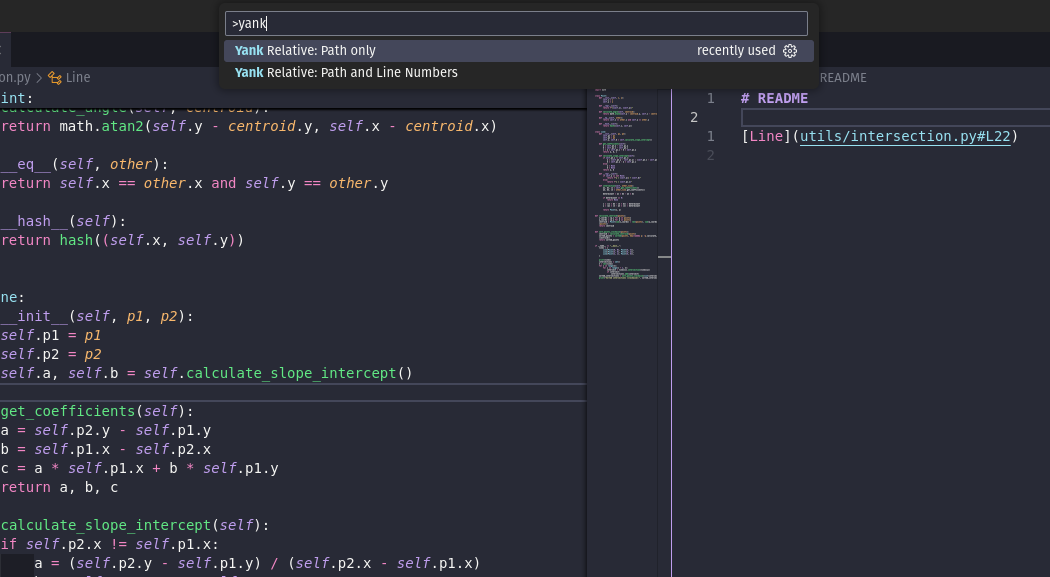 >yank
Yank Relative: Path only recently used
Yank Relative: Path and Line Numbers
on.py > Line
README
int:
calculate_angle(self, centroid):
return math.atan2(self.y - centroid.y, self.x - centroid.x)
__eq__(self, other):
return self.x == other.x and self.y == other.y
__hash__(self):
return hash((self.x, self.y))
ne:
__init__(self, p1, p2):
self.p1 = p1
self.p2 = p2
self.a, self.b = self.calculate_slope_intercept()
get_coefficients(self):
a = self.p2.y - self.p1.y
b = self.p1.x - self.p2.x
c = a * self.p1.x + b * self.p1.y
return a, b, c
calculate_slope_intercept(self):
if self.p2.x != self.p1.x:
a = (self.p2.y - self.p1.y) / (self.p2.x - self.p1.x)
1 # README
2
1 [Line](utils/intersection.py#L22)
2